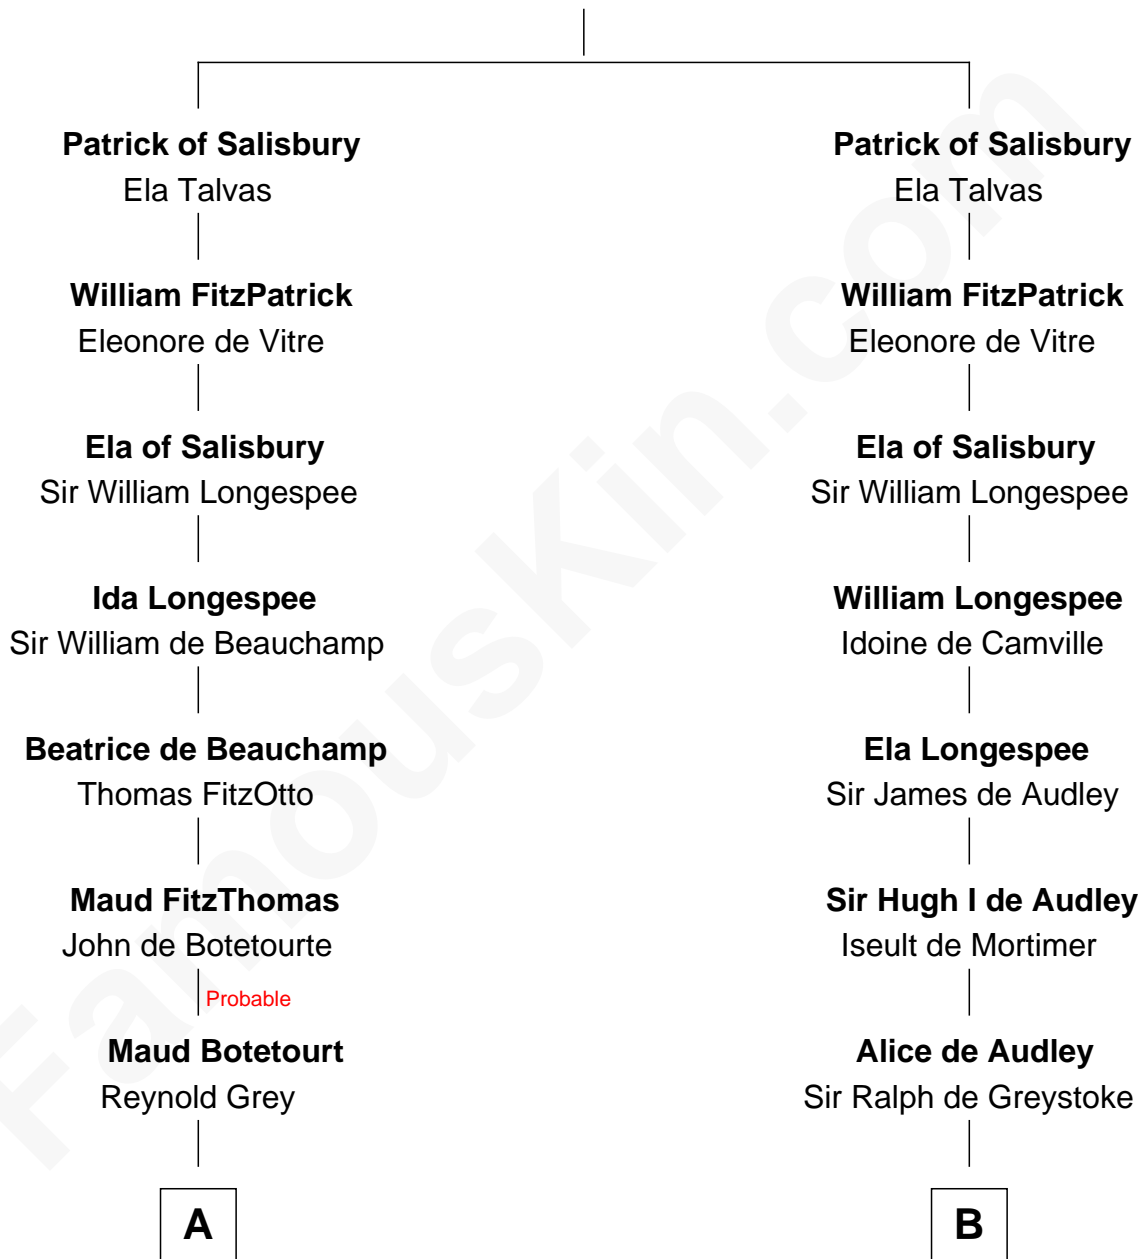 Patrick of Salisbury
Ela Talvas
William FitzPatrick
Eleonore de Vitre
Ela of Salisbury
Sir William Longespee
Ida Longespee
Sir William de Beauchamp
Beatrice de Beauchamp
Thomas FitzOtto
Maud FitzThomas
John de Botetourte
Probable
Maud Botetourt
Reynold Grey
A
Patrick of Salisbury
Ela Talvas
William FitzPatrick
Eleonore de Vitre
Ela of Salisbury
Sir William Longespee
William Longespee
Idoine de Camville
Ela Longespee
Sir James de Audley
Sir Hugh I de Audley
Iseult de Mortimer
Alice de Audley
Sir Ralph de Greystoke
B
FamousKin.com